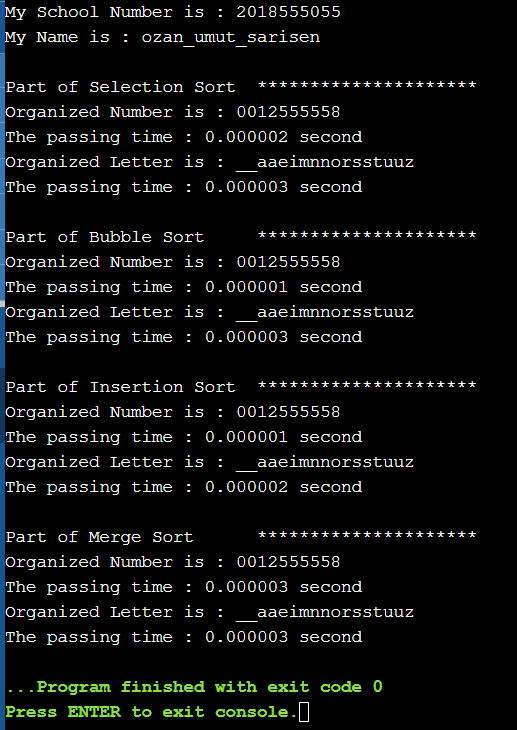 My School Number is : 2018555055
My Name is : ozan_umut_sarisen
Part of Selection Sort  *********************
Organized Number is : 0012555558
The passing time : 0.000002 second
Organized Letter is : __aaeimnnorsstuuz
The passing time : 0.000003 second
Part of Bubble Sort     *********************
Organized Number is : 0012555558
The passing time : 0.000001 second
Organized Letter is : __aaeimnnorsstuuz
The passing time : 0.000003 second
Part of Insertion Sort  *********************
Organized Number is : 0012555558
The passing time : 0.000001 second
Organized Letter is : __aaeimnnorsstuuz
The passing time : 0.000002 second
Part of Merge Sort      *********************
Organized Number is : 0012555558
The passing time : 0.000003 second
Organized Letter is : __aaeimnnorsstuuz
The passing time : 0.000003 second
...Program finished with exit code 0
Press ENTER to exit console.